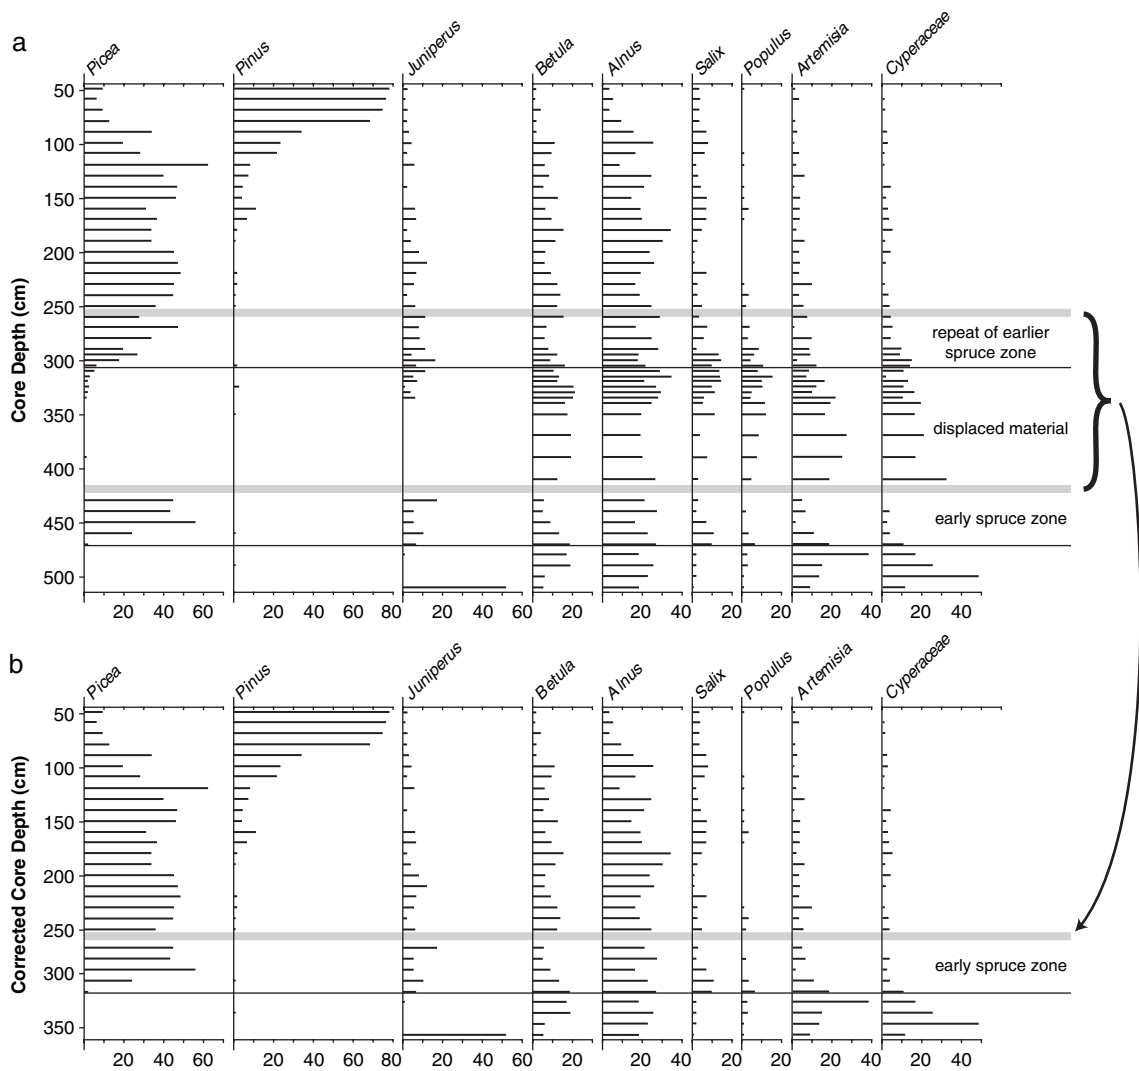 a
Picea Pinus Juniperus Betula Alnus Salix Populus Artemisia Cyperaceae
Core Depth (cm)
50
100
150
200
250
300
350
400
450
500
repeat of earlier
spruce zone
displaced material
early spruce zone
20 40 60 20 40 60 80 20 40 60 20 20 40 20 20 20 40 20 40
b
Picea Pinus Juniperus Betula Alnus Salix Populus Artemisia Cyperaceae
Corrected Core Depth (cm)
50
100
150
200
250
300
350
early spruce zone
20 40 60 20 40 60 80 20 40 60 20 20 40 20 20 20 40 20 40